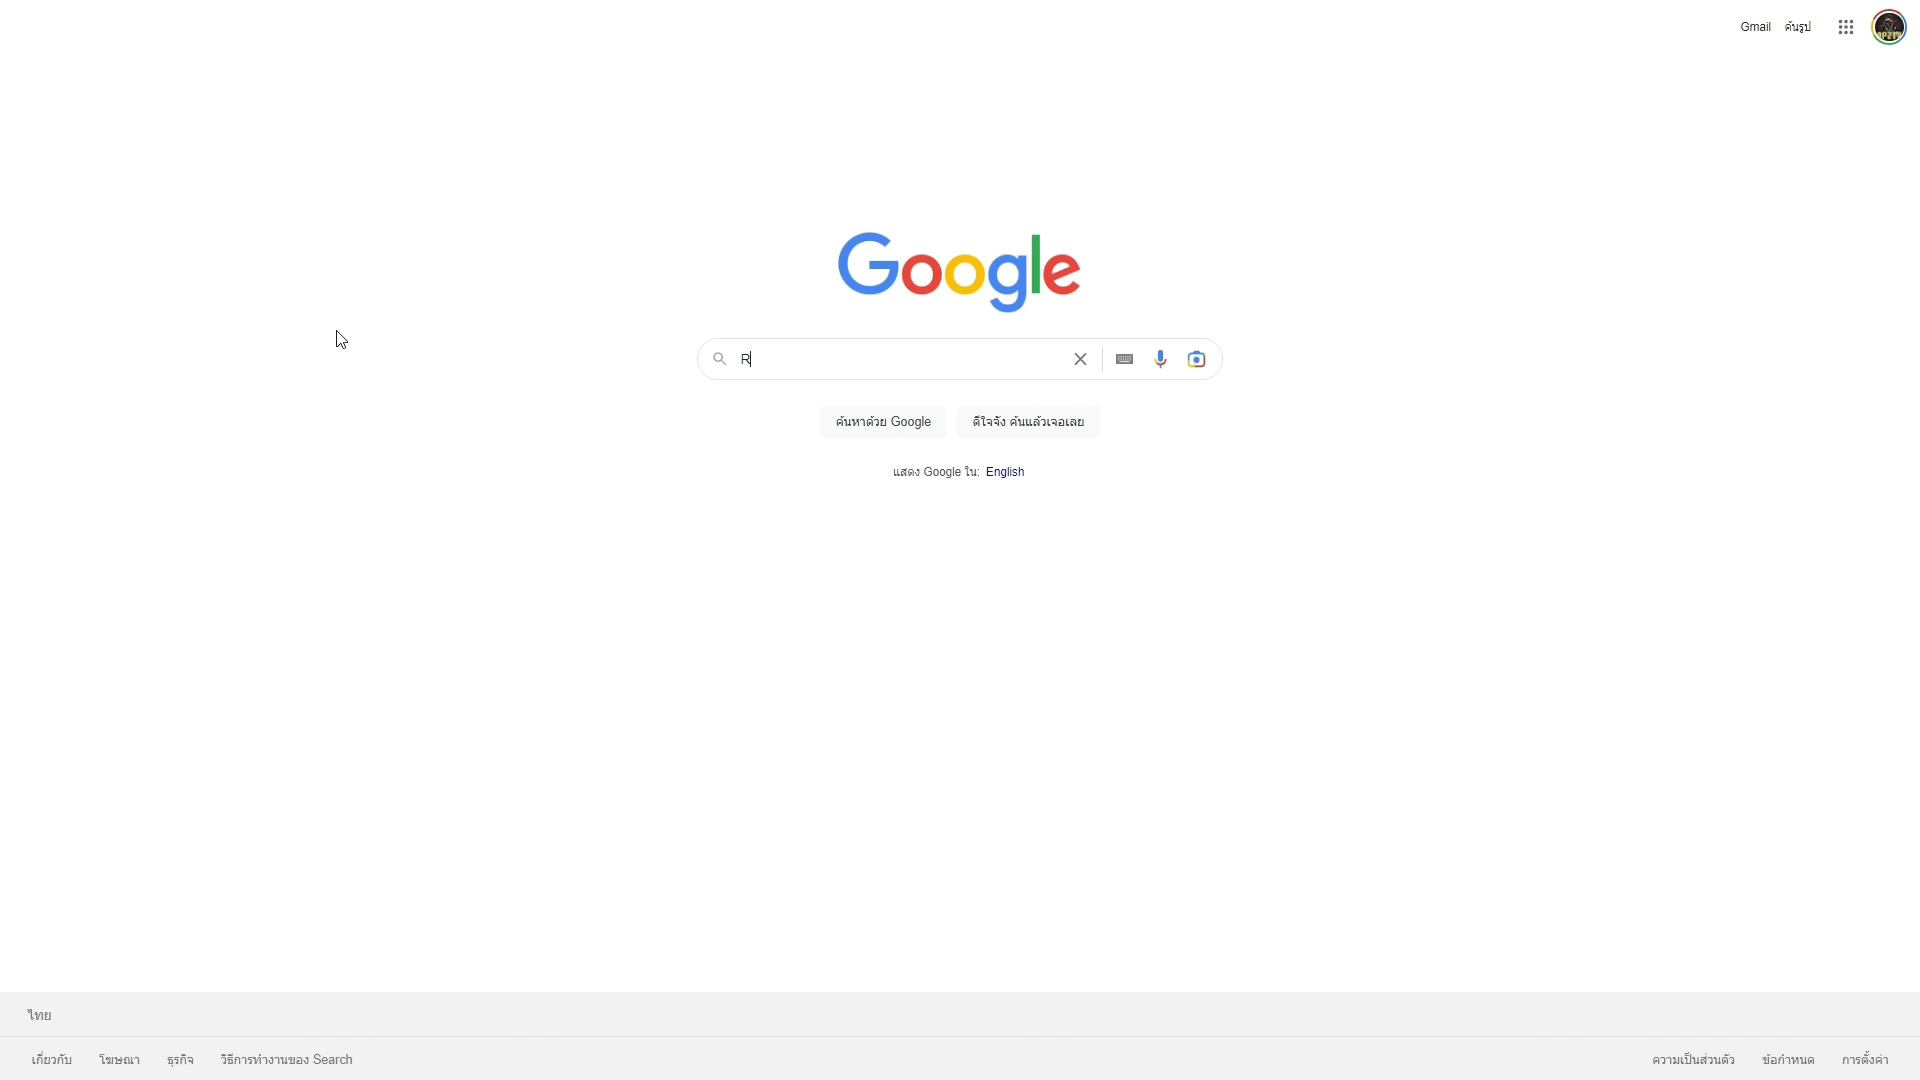 Gmail ค้นรูป
Google
R
ค้นหาด้วย Google ดีใจจัง ค้นแล้วเจอเลย
แสดง Google ใน: English
ไทย
เกี่ยวกับ โฆษณา ธุรกิจ วิธีการทำงานของ Search ความเป็นส่วนตัว ข้อกำหนด การตั้งค่า